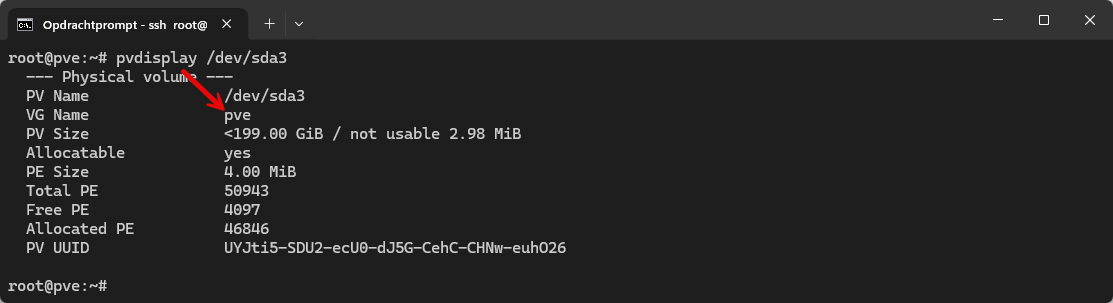 Opdrachtprompt - ssh root@
root@pve:~# pvdisplay /dev/sda3
--- Physical volume ---
PV Name /dev/sda3
VG Name pve
PV Size <199.00 GiB / not usable 2.98 MiB
Allocatable yes
PE Size 4.00 MiB
Total PE 50943
Free PE 4097
Allocated PE 46846
PV UUID UYJti5-SDU2-ecU0-dJ5G-CehC-CHNw-euhO26
root@pve:~#